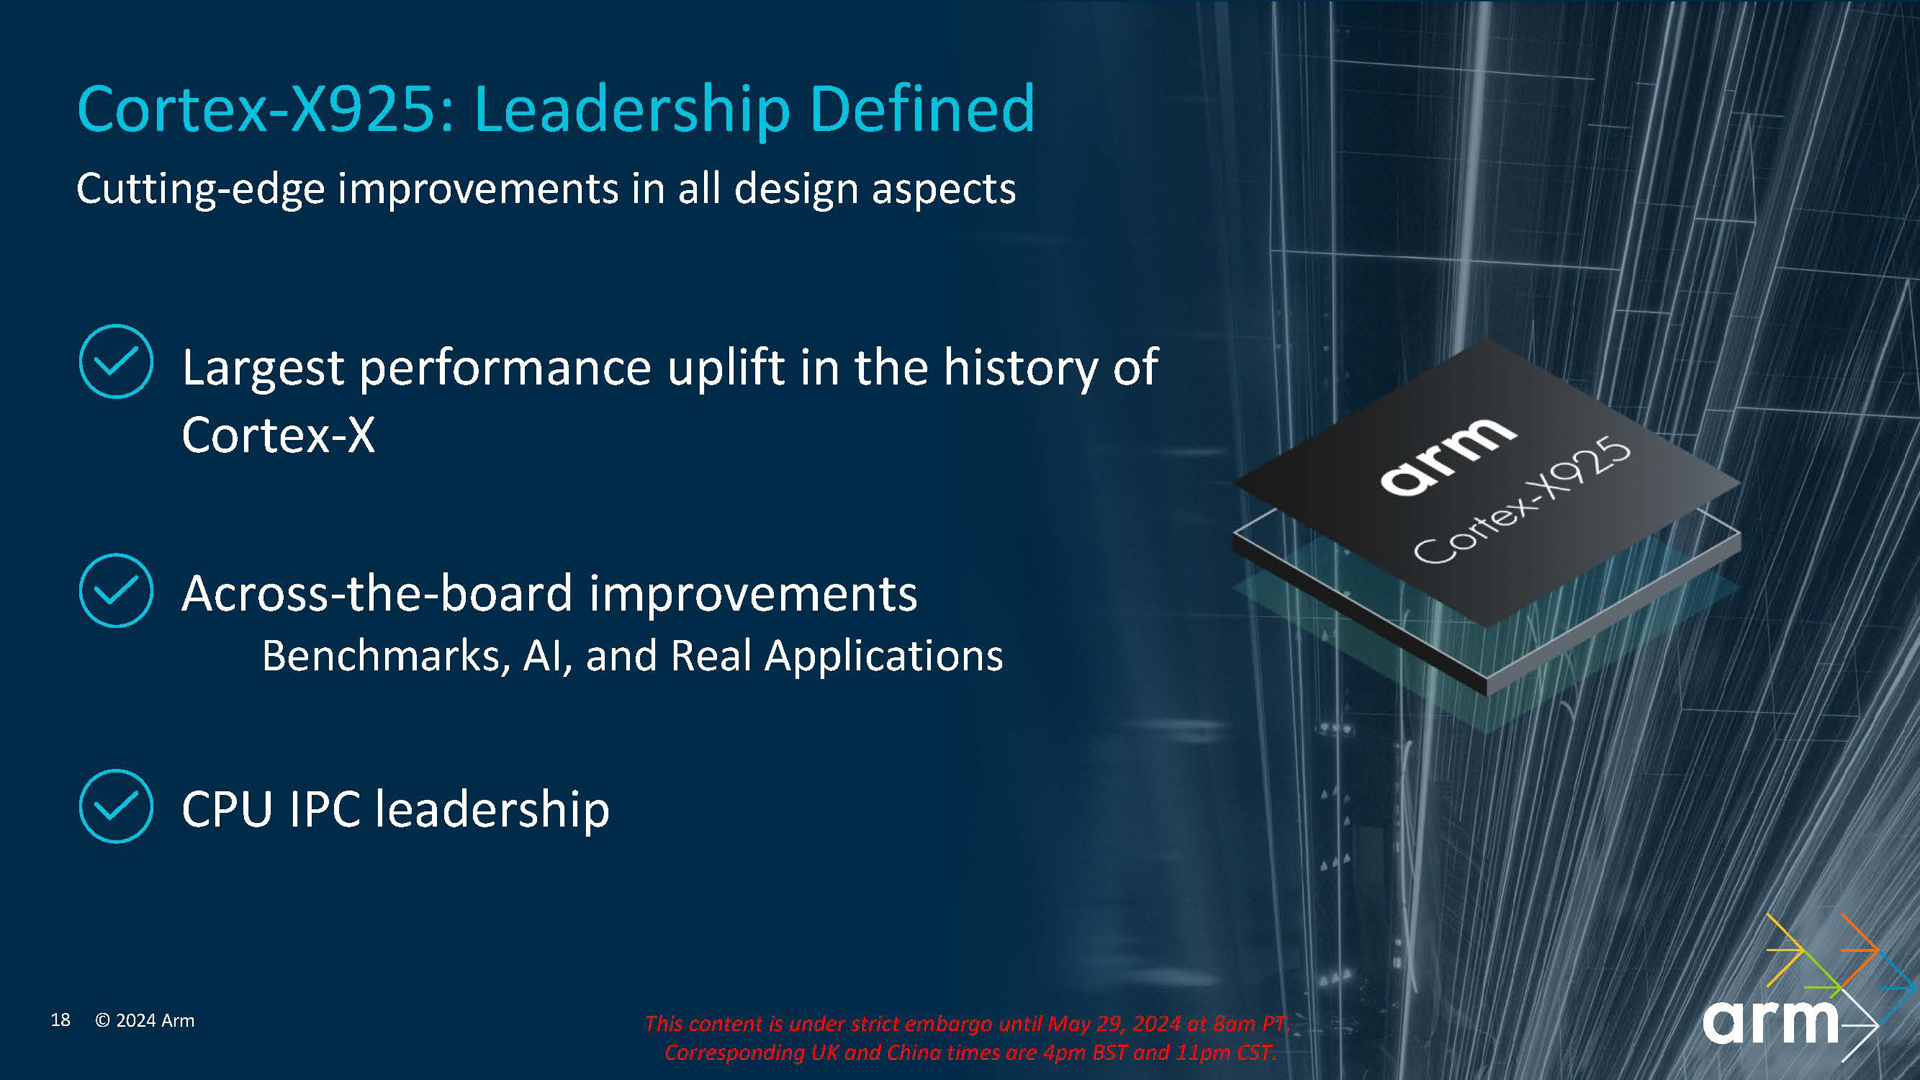 Cortex-X925: Leadership Defined
Cutting-edge improvements in all design aspects
Largest performance uplift in the history of
Cortex-X
Across-the-board improvements
Benchmarks, AI, and Real Applications
CPU IPC leadership
arm
Cortex-X925
18 © 2024 Arm
This content is under strict embargo until May 29, 2024 at 8am PT.
Corresponding UK and China times are 4pm BST and 11pm CST.
arm